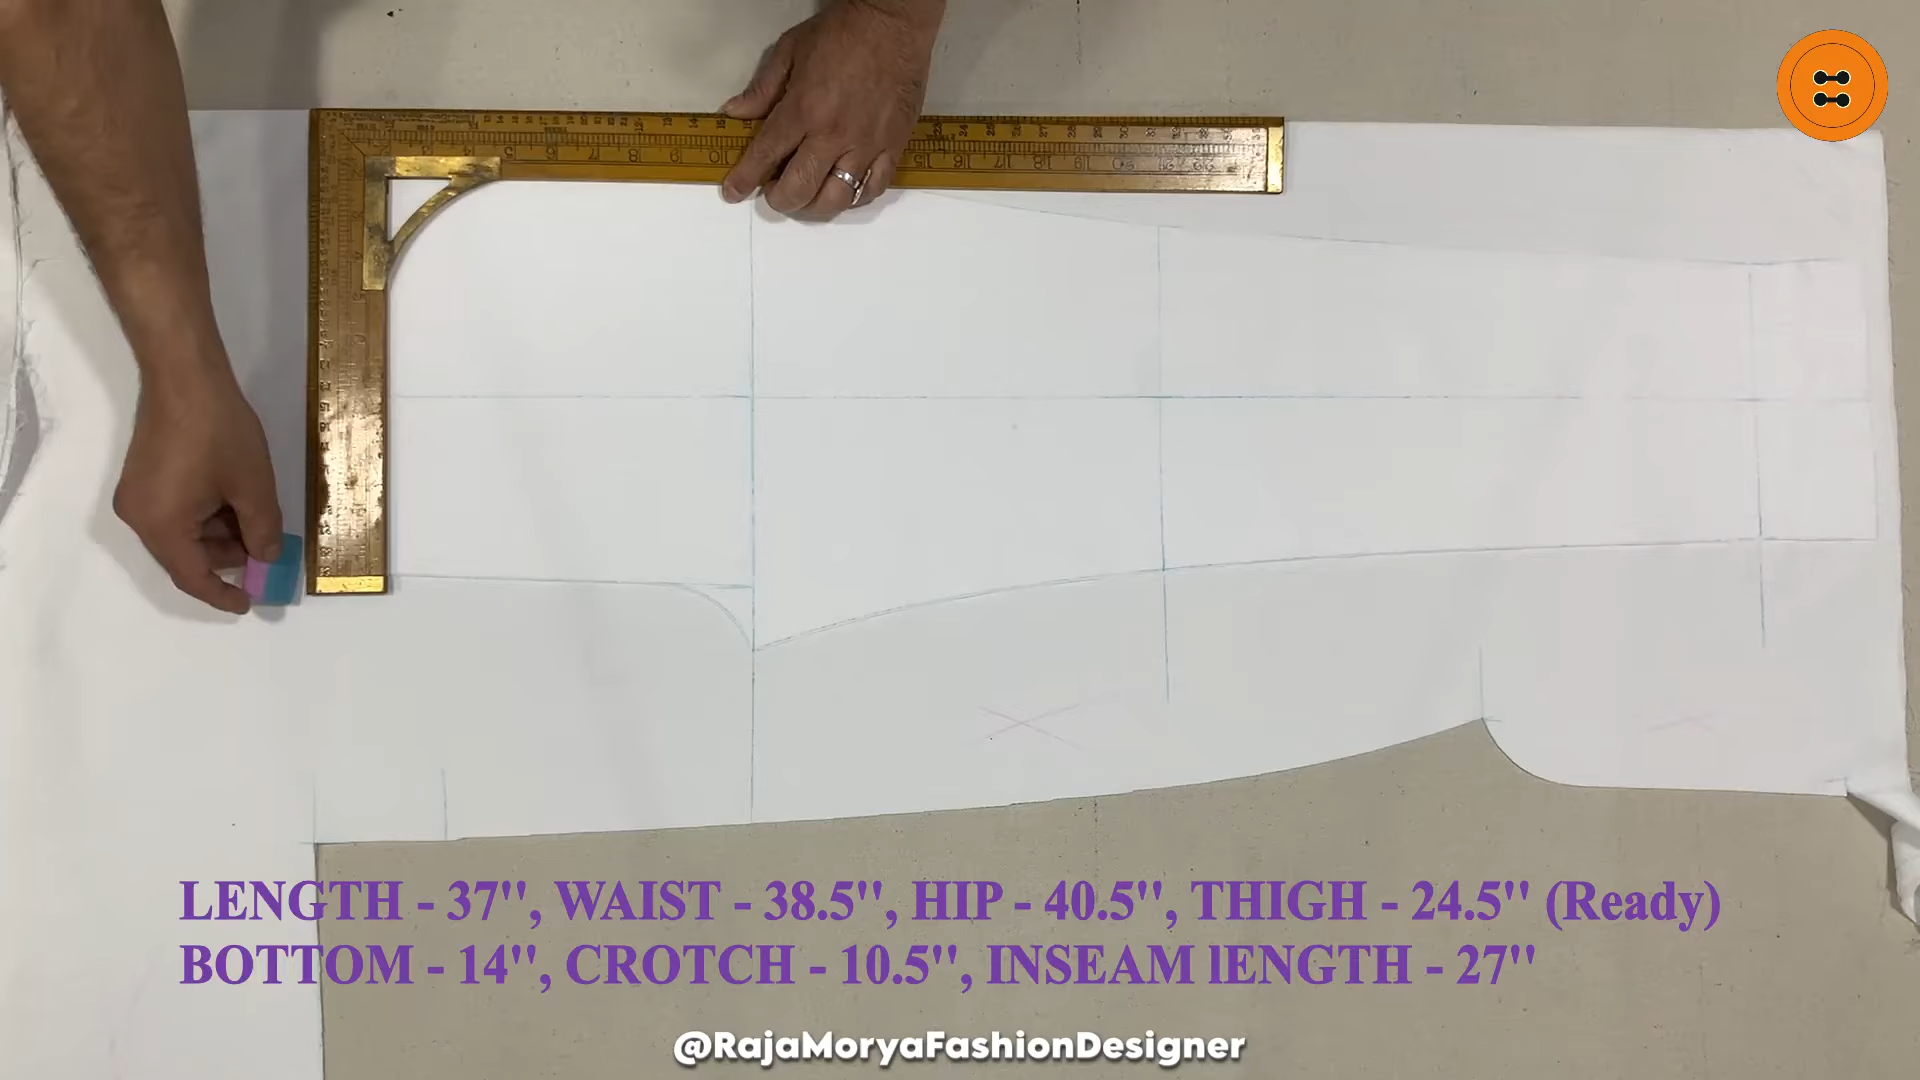 LENGTH - 37'', WAIST - 38.5'', HIP - 40.5'', THIGH - 24.5'' (Ready)
BOTTOM - 14'', CROTCH - 10.5'', INSEAM lENGTH - 27''
@RajaMoryaFashionDesigner